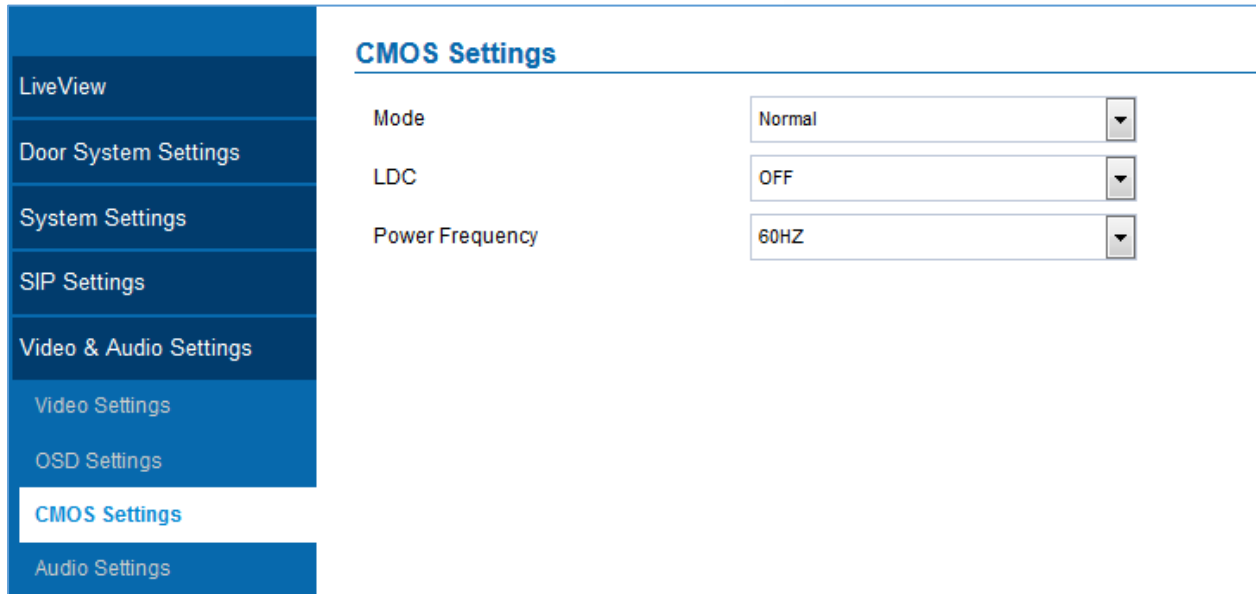 LiveView
Door System Settings
System Settings
SIP Settings
Video & Audio Settings
Video Settings
OSD Settings
CMOS Settings
Audio Settings
CMOS Settings
Mode Normal
LDC OFF
Power Frequency 60HZ